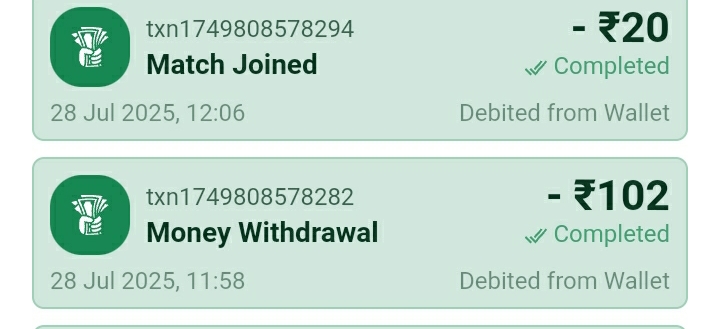 txn1749808578294
- ₹20
Match Joined
Completed
28 Jul 2025, 12:06
Debited from Wallet
txn1749808578282
- ₹102
Money Withdrawal
Completed
28 Jul 2025, 11:58
Debited from Wallet